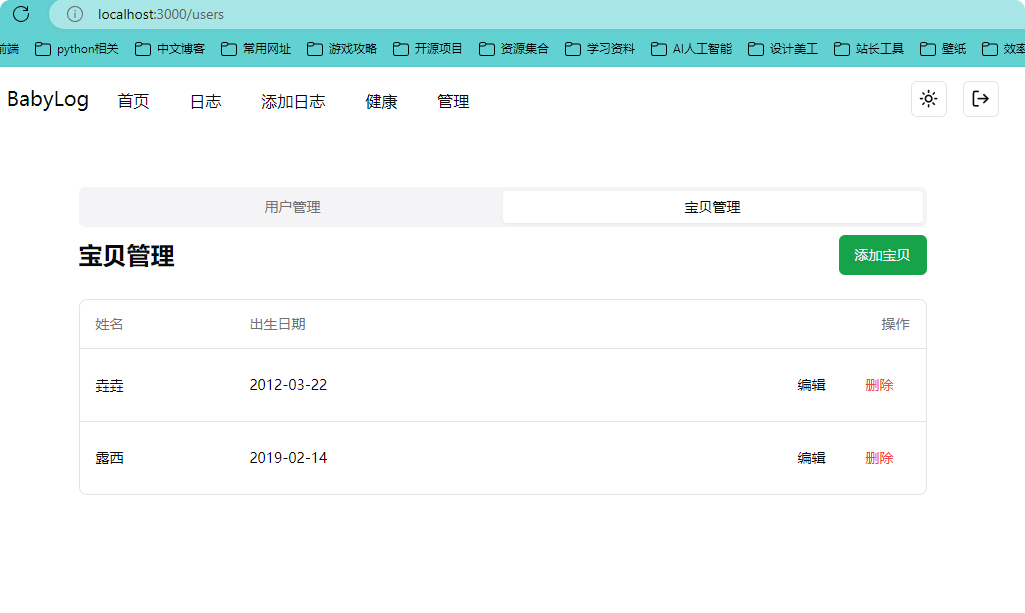 localhost:3000/users
前端 python相关 中文博客 常用网址 游戏攻略 开源项目 资源集合 学习资料 AI人工智能 设计美工 站长工具 壁纸
BabyLog 首页 日志 添加日志 健康 管理
用户管理 宝贝管理
宝贝管理 添加宝贝
姓名 出生日期 操作
垚垚 2012-03-22 编辑 删除
露西 2019-02-14 编辑 删除